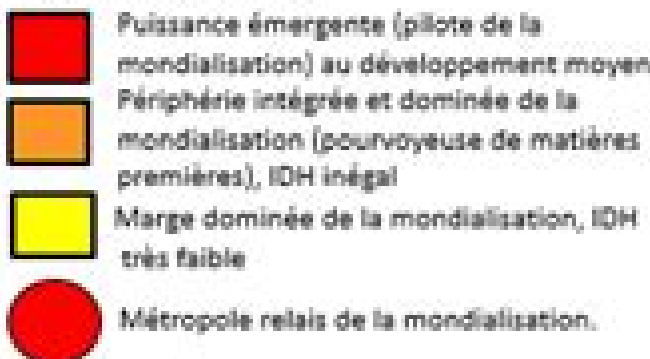 Puissance émergente (pilote de la
mondialisation) au développement moyen
Périphérie intégrée et dominée de la
mondialisation (pourvoyeuse de matières
premières), IDH inégal
Marge dominée de la mondialisation, IDH
très faible
Métropole relais de la mondialisation.